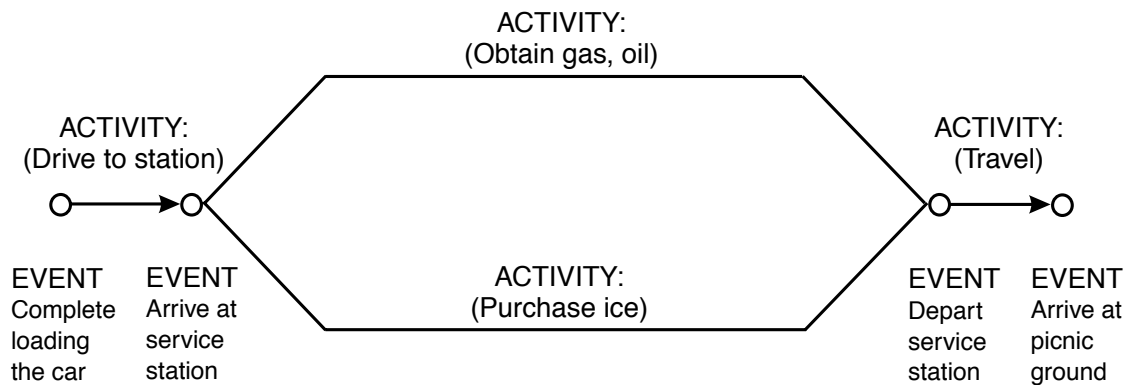 ACTIVITY:
(Obtain gas, oil)
ACTIVITY:
(Drive to station)
ACTIVITY:
(Travel)
EVENT
Complete
loading
the car
EVENT
Arrive at
service
station
ACTIVITY:
(Purchase ice)
EVENT
Depart
service
station
EVENT
Arrive at
picnic
ground